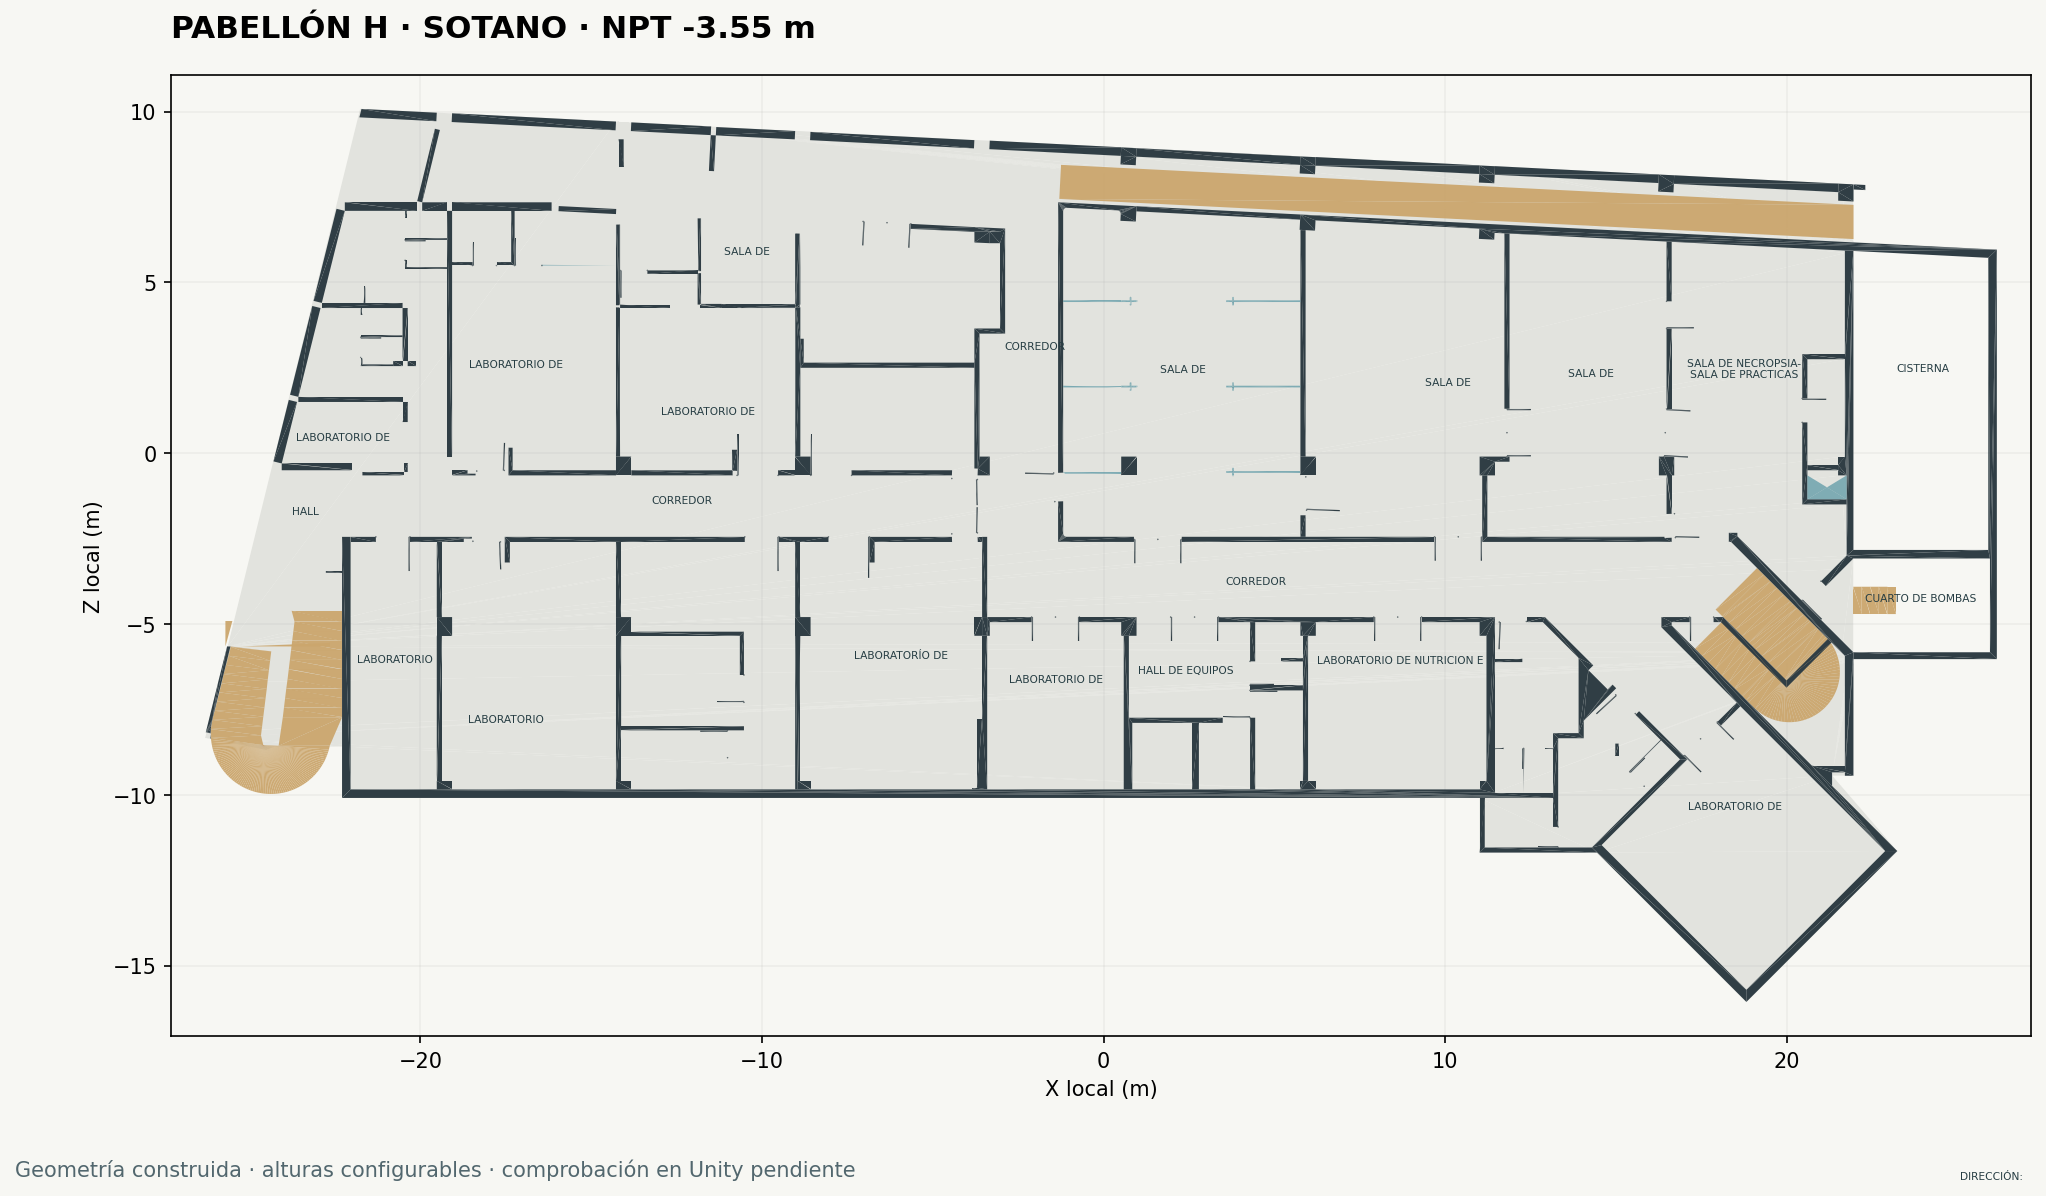 PABELLÓN H · SOTANO · NPT -3.55 m
10
5
0
−5
−10
−15
Z local (m)
SALA DE
CORREDOR
LABORATORIO DE
SALA DE
SALA DE
SALA DE
SALA DE NECROPSIA-
SALA DE PRACTICAS
CISTERNA
LABORATORIO DE
LABORATORIO DE
HALL
CORREDOR
CORREDOR
CUARTO DE BOMBAS
LABORATORIO
LABORATORÍO DE
LABORATORIO DE
HALL DE EQUIPOS
LABORATORIO DE NUTRICION E
LABORATORIO
LABORATORIO DE
−20
−10
0
10
20
X local (m)
Geometría construida · alturas configurables · comprobación en Unity pendiente
DIRECCIÓN: